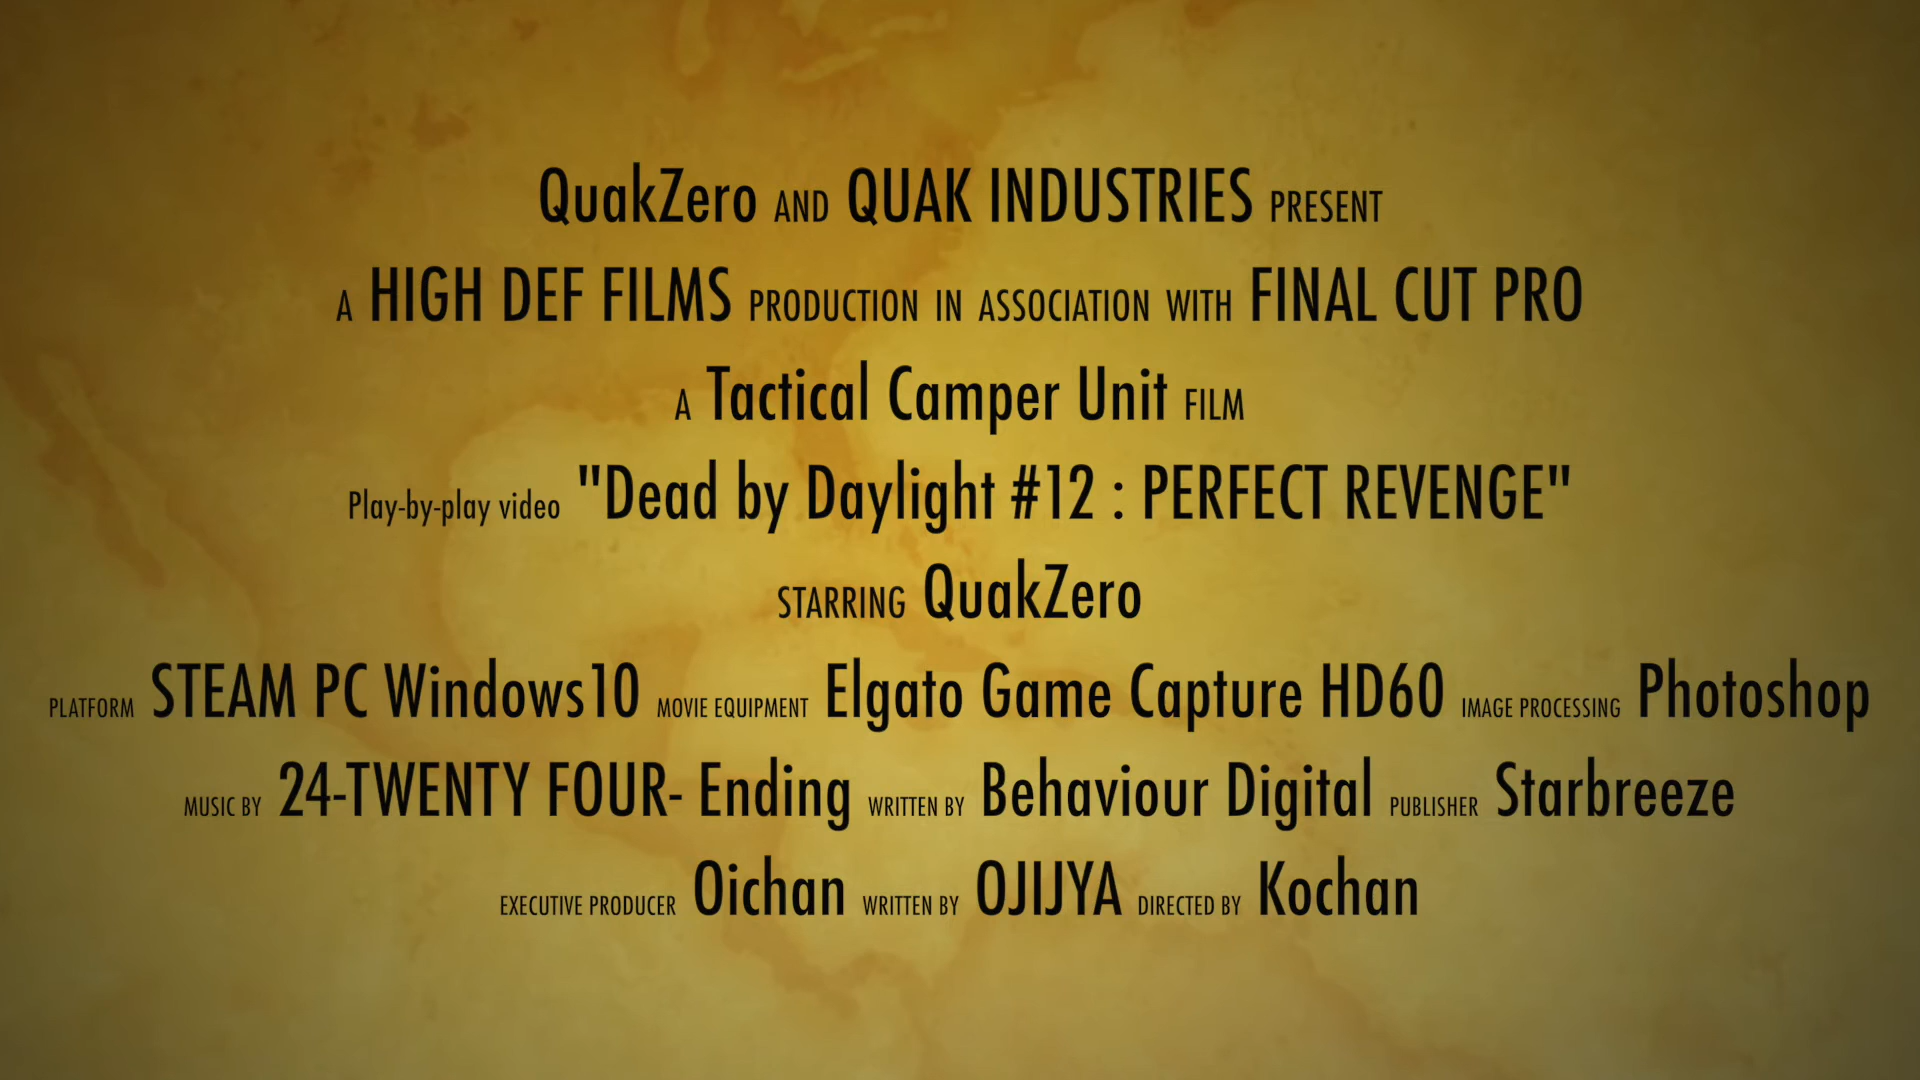 QuakZero AND QUAK INDUSTRIES PRESENT
A HIGH DEF FILMS PRODUCTION IN ASSOCIATION WITH FINAL CUT PRO
A Tactical Camper Unit FILM
Play-by-play video "Dead by Daylight #12 : PERFECT REVENGE"
STARRING QuakZero
PLATFORM STEAM PC Windows10 MOVIE EQUIPMENT Elgato Game Capture HD60 IMAGE PROCESSING Photoshop
MUSIC BY 24-TWENTY FOUR- Ending WRITTEN BY Behaviour Digital PUBLISHER Starbreeze
EXECUTIVE PRODUCER Oichan WRITTEN BY OJIJYA DIRECTED BY Kochan